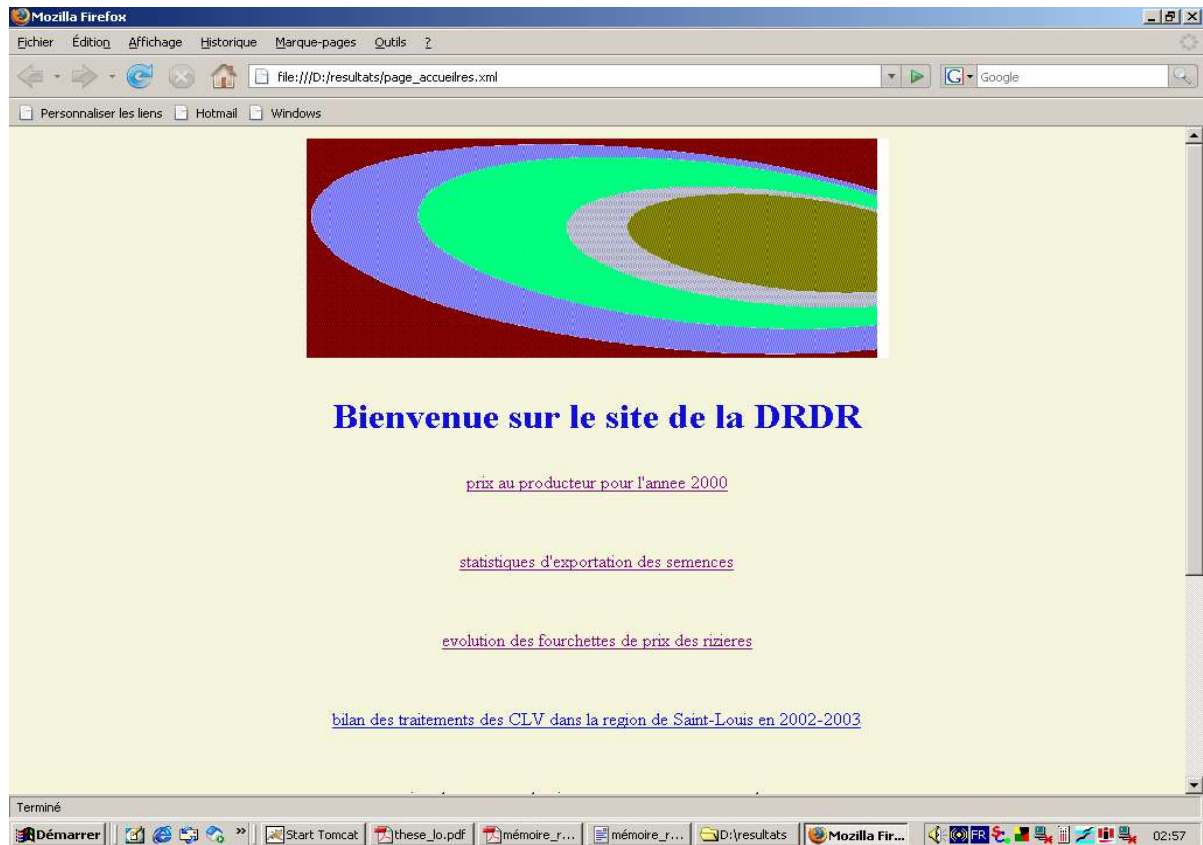 Mozilla Firefox
Fichier Édition Affichage Historique Marque-pages Outils ?
file:///D:/resultats/page_accueilres.xml
G Google
Personnaliser les liens Hotmail Windows
Bienvenue sur le site de la DRDR
prix au producteur pour l'annee 2000
statistiques d'exportation des semences
evolution des fourchettes de prix des rizieres
bilan des traitements des CLV dans la region de Saint-Louis en 2002-2003
Terminé
Démarrer » Start Tomcat these_lo.pdf mémoire_r... mémoire_r... D:\resultats Mozilla Fir... FR 02:57